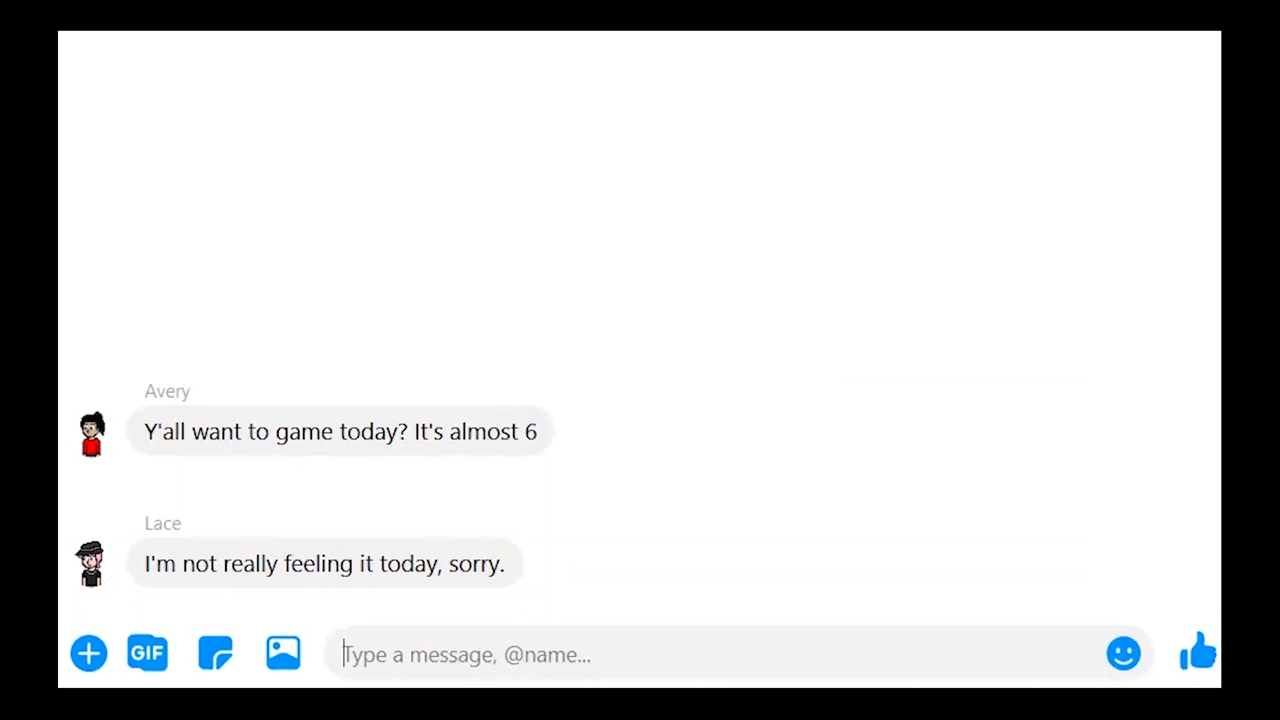 Avery
Y'all want to game today? It's almost 6
Lace
I'm not really feeling it today, sorry.
GIF
Type a message, @name...